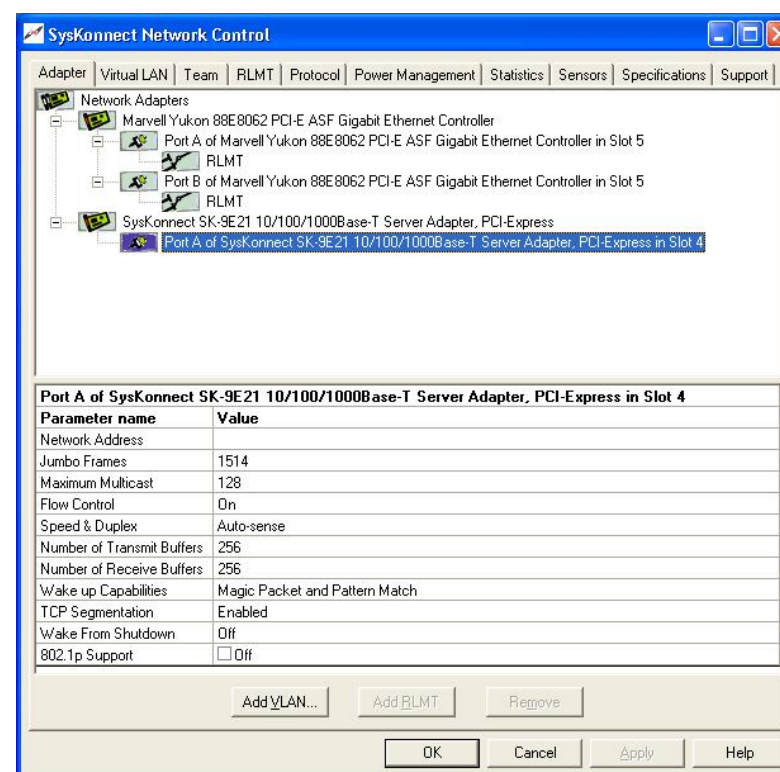 SysKonnect Network Control
Adapter Virtual LAN Team RLMT Protocol Power Management Statistics Sensors Specifications Support
Network Adapters
Marvell Yukon 88E8062 PCI-E ASF Gigabit Ethernet Controller
Port A of Marvell Yukon 88E8062 PCI-E ASF Gigabit Ethernet Controller in Slot 5
RLMT
Port B of Marvell Yukon 88E8062 PCI-E ASF Gigabit Ethernet Controller in Slot 5
RLMT
SysKonnect SK-9E21 10/100/1000Base-T Server Adapter, PCI-Express
Port A of SysKonnect SK-9E21 10/100/1000Base-T Server Adapter, PCI-Express in Slot 4
Port A of SysKonnect SK-9E21 10/100/1000Base-T Server Adapter, PCI-Express in Slot 4
Parameter name Value
Network Address
Jumbo Frames 1514
Maximum Multicast 128
Flow Control On
Speed & Duplex Auto-sense
Number of Transmit Buffers 256
Number of Receive Buffers 256
Wake up Capabilities Magic Packet and Pattern Match
TCP Segmentation Enabled
Wake From Shutdown Off
802.1p Support Off
Add VLAN... Add RLMT Remove
OK Cancel Apply Help